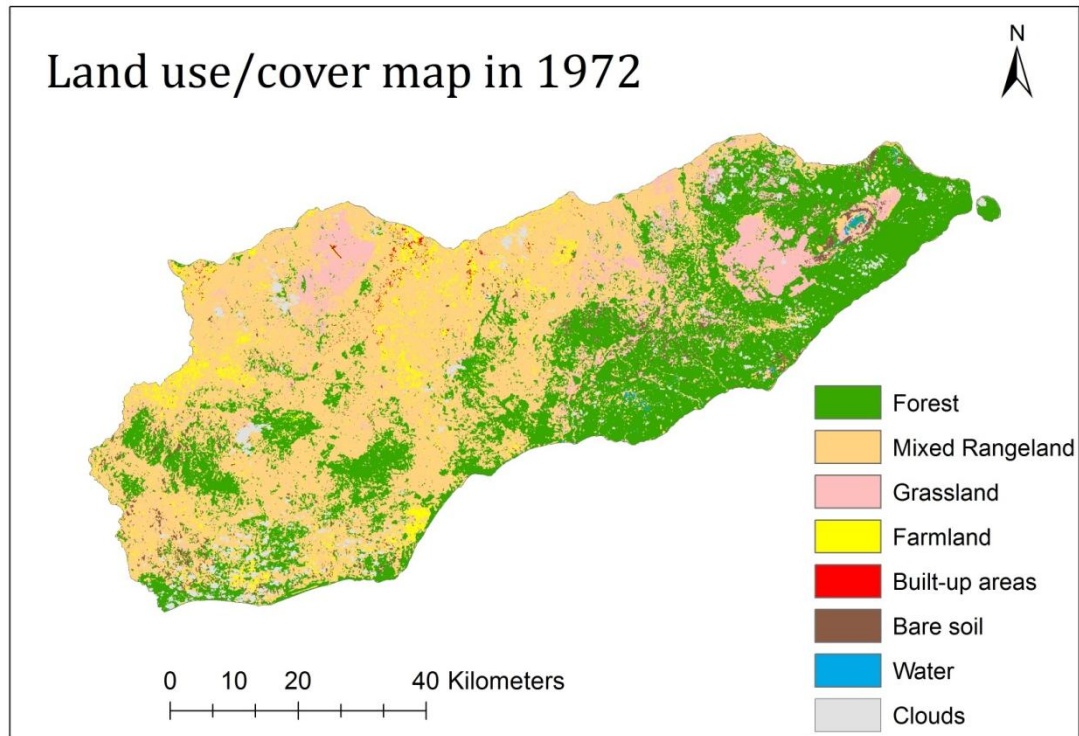 Land use/cover map in 1972
N
Forest
Mixed Rangeland
Grassland
Farmland
Built-up areas
Bare soil
Water
Clouds
0 10 20 40 Kilometers